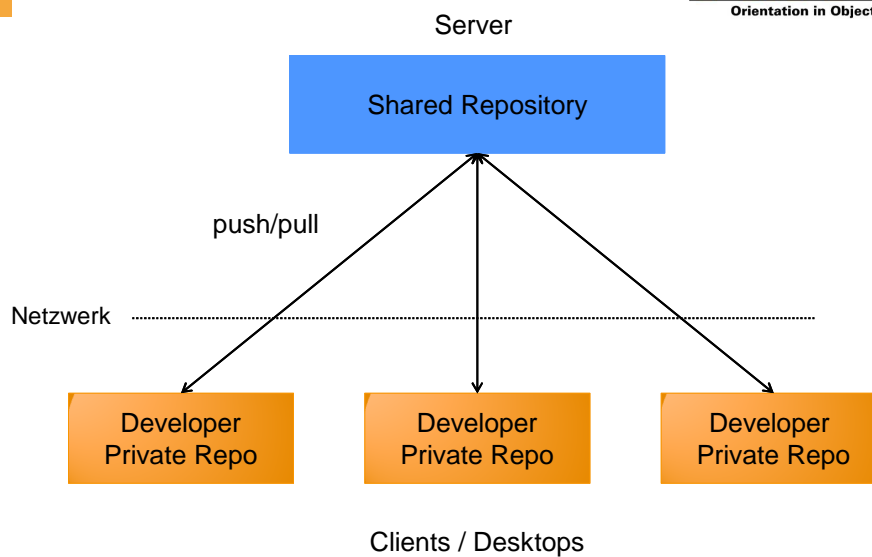 Orientation in Object
Server
Shared Repository
push/pull
Netzwerk
Developer
Private Repo
Developer
Private Repo
Developer
Private Repo
Clients / Desktops